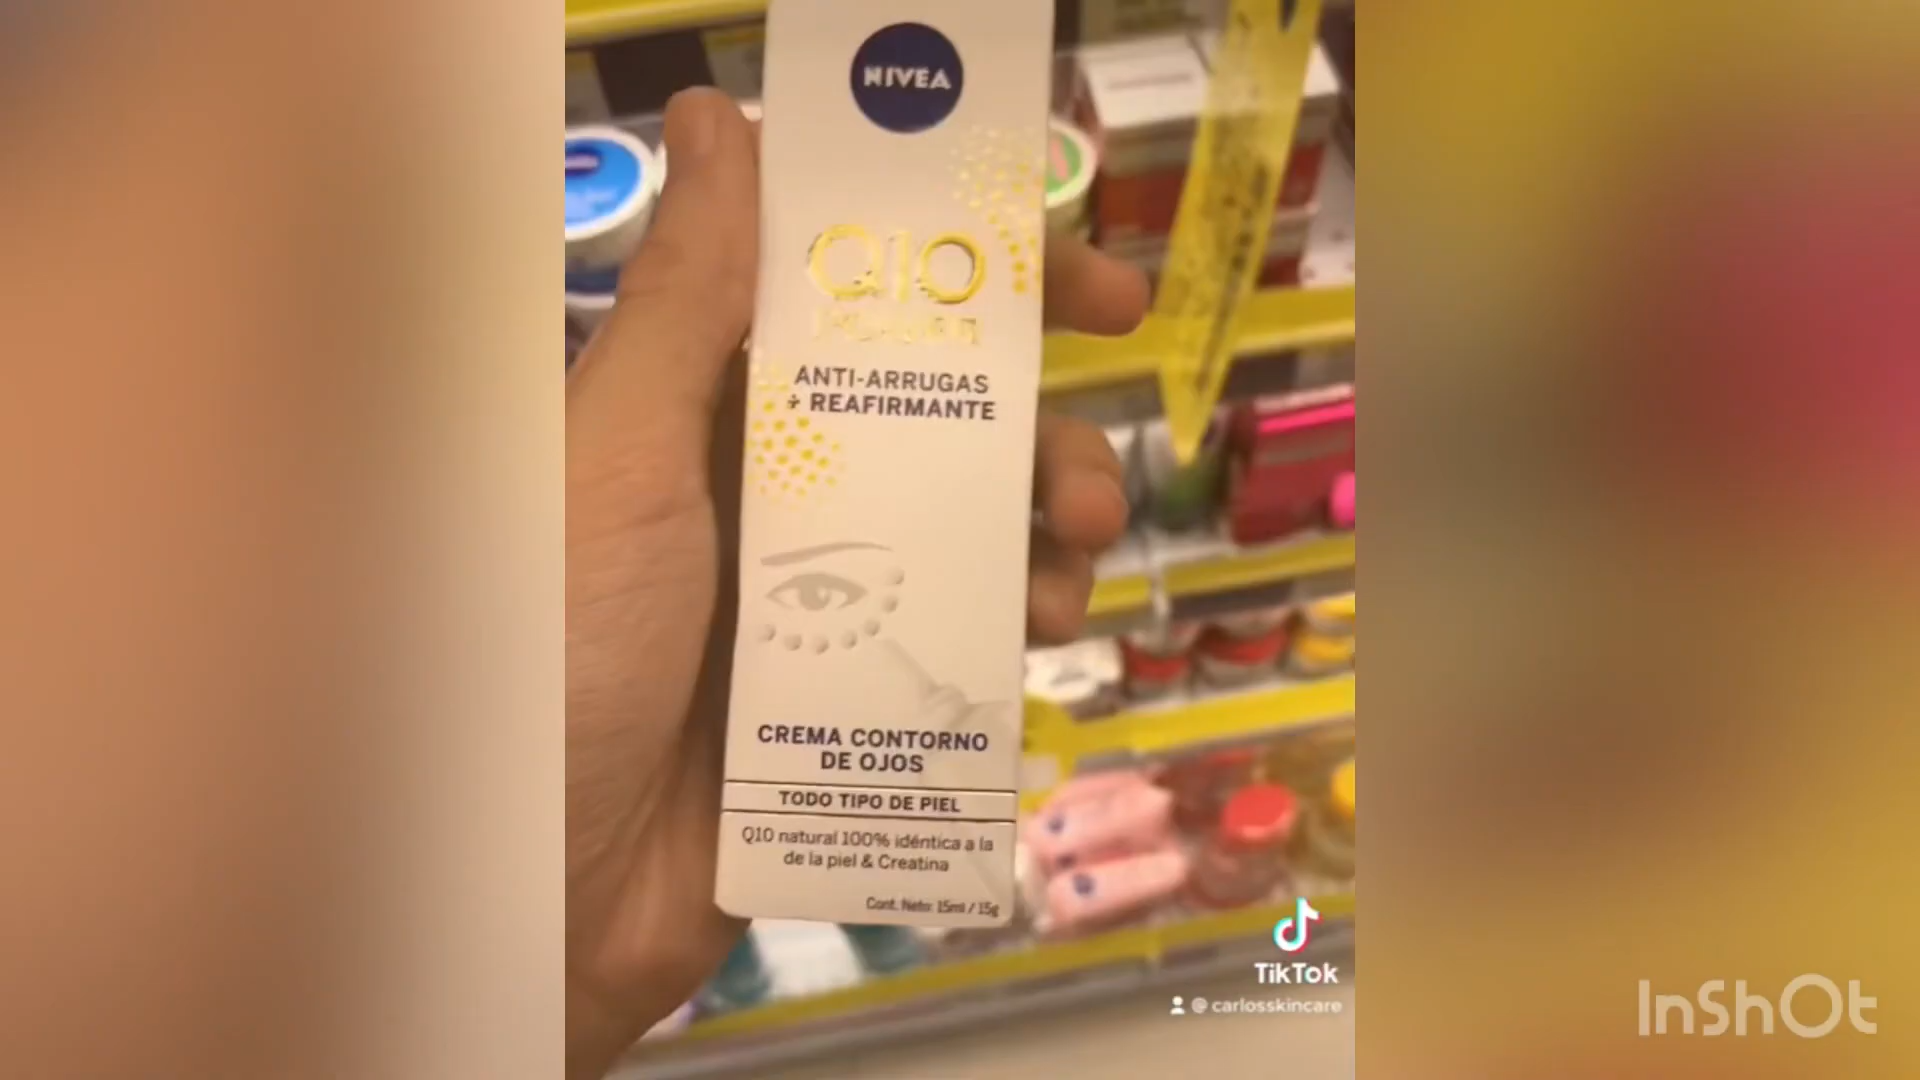 NIVEA
Q10
POWER
ANTI-ARRUGAS
+ REAFIRMANTE
CREMA CONTORNO
DE OJOS
TODO TIPO DE PIEL
Q10 natural 100% idéntica a la
de la piel & Creatina
Cont. Neto: 15ml / 15g
TikTok
@ carlosskincare
InShOt